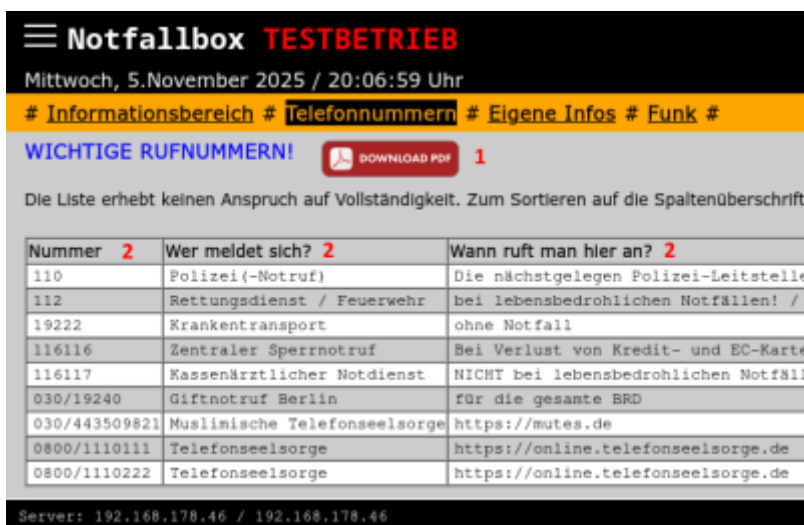 Notfallbox TESTBETRIEB
Mittwoch, 5.November 2025 / 20:06:59 Uhr
# Informationsbereich # Telefonnummern # Eigene Infos # Funk #
WICHTIGE RUFNUMMERN! DOWNLOAD PDF 1
Die Liste erhebt keinen Anspruch auf Vollständigkeit. Zum Sortieren auf die Spaltenüberschrift
Nummer 2 Wer meldet sich? 2 Wann ruft man hier an? 2
110 Polizei(-Notruf) Die nächstgelegen Polizei-Leitstelle
112 Rettungsdienst / Feuerwehr bei lebensbedrohlichen Notfällen! /
19222 Krankentransport ohne Notfall
116116 Zentraler Sperrnotruf Bei Verlust von Kredit- und EC-Karte
116117 Kassenärztlicher Notdienst NICHT bei lebensbedrohlichen Notfäll
030/19240 Giftnotruf Berlin für die gesamte BRD
030/443509821 Muslimische Telefonseelsorge https://mutes.de
0800/1110111 Telefonseelsorge https://online.telefonseelsorge.de
0800/1110222 Telefonseelsorge https://online.telefonseelsorge.de
Server: 192.168.178.46 / 192.168.178.46